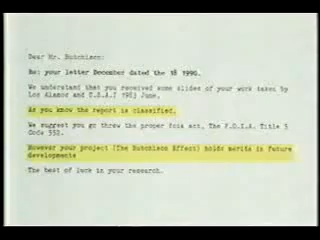 Dear Mr. Hutchison:
Re: your letter December dated the 18 1990.
We understand that you received some slides of your work taken by
Los Alamos and C.S.A.T 1983 June.
As you know the report is classified.
We suggest you go threw the proper fois act. The F.O.I.A. Title 5
Code 552.
However your project (The Hutchison Effect) holds merits in future
developments
The best of luck in your research.